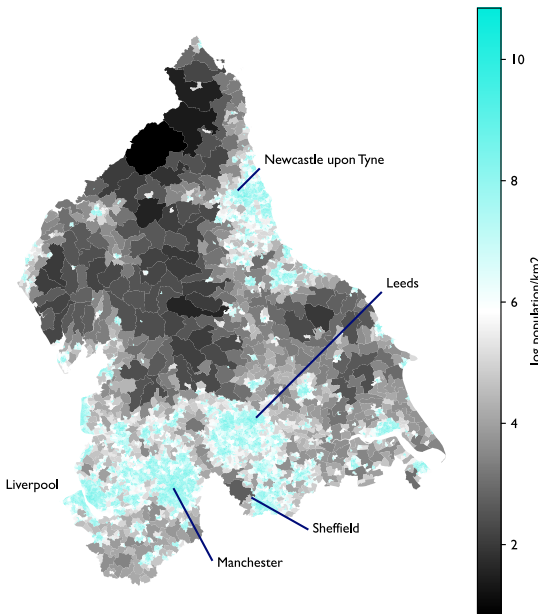 10
Newcastle upon Tyne
8
Leeds
6
log population/km2
4
Liverpool
Sheffield
2
Manchester